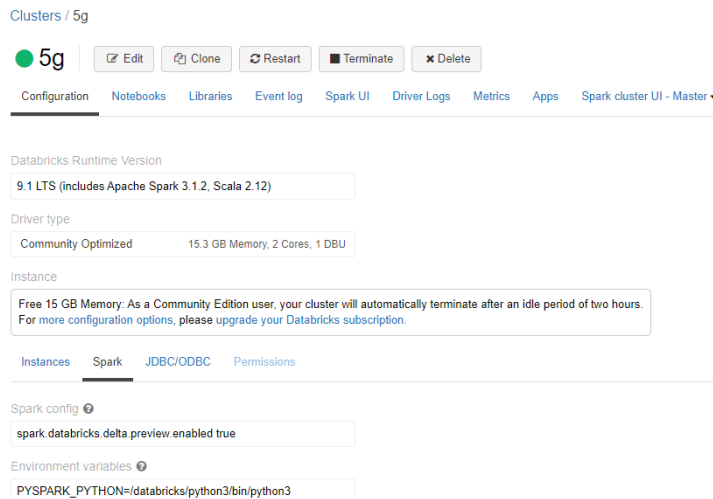 Clusters / 5g
5g Edit Clone Restart Terminate Delete
Configuration Notebooks Libraries Event log Spark UI Driver Logs Metrics Apps Spark cluster UI - Master
Databricks Runtime Version
9.1 LTS (includes Apache Spark 3.1.2, Scala 2.12)
Driver type
Community Optimized 15.3 GB Memory, 2 Cores, 1 DBU
Instance
Free 15 GB Memory: As a Community Edition user, your cluster will automatically terminate after an idle period of two hours.
For more configuration options, please upgrade your Databricks subscription.
Instances Spark JDBC/ODBC Permissions
Spark config ?
spark.databricks.delta.preview.enabled true
Environment variables ?
PYSPARK_PYTHON=/databricks/python3/bin/python3